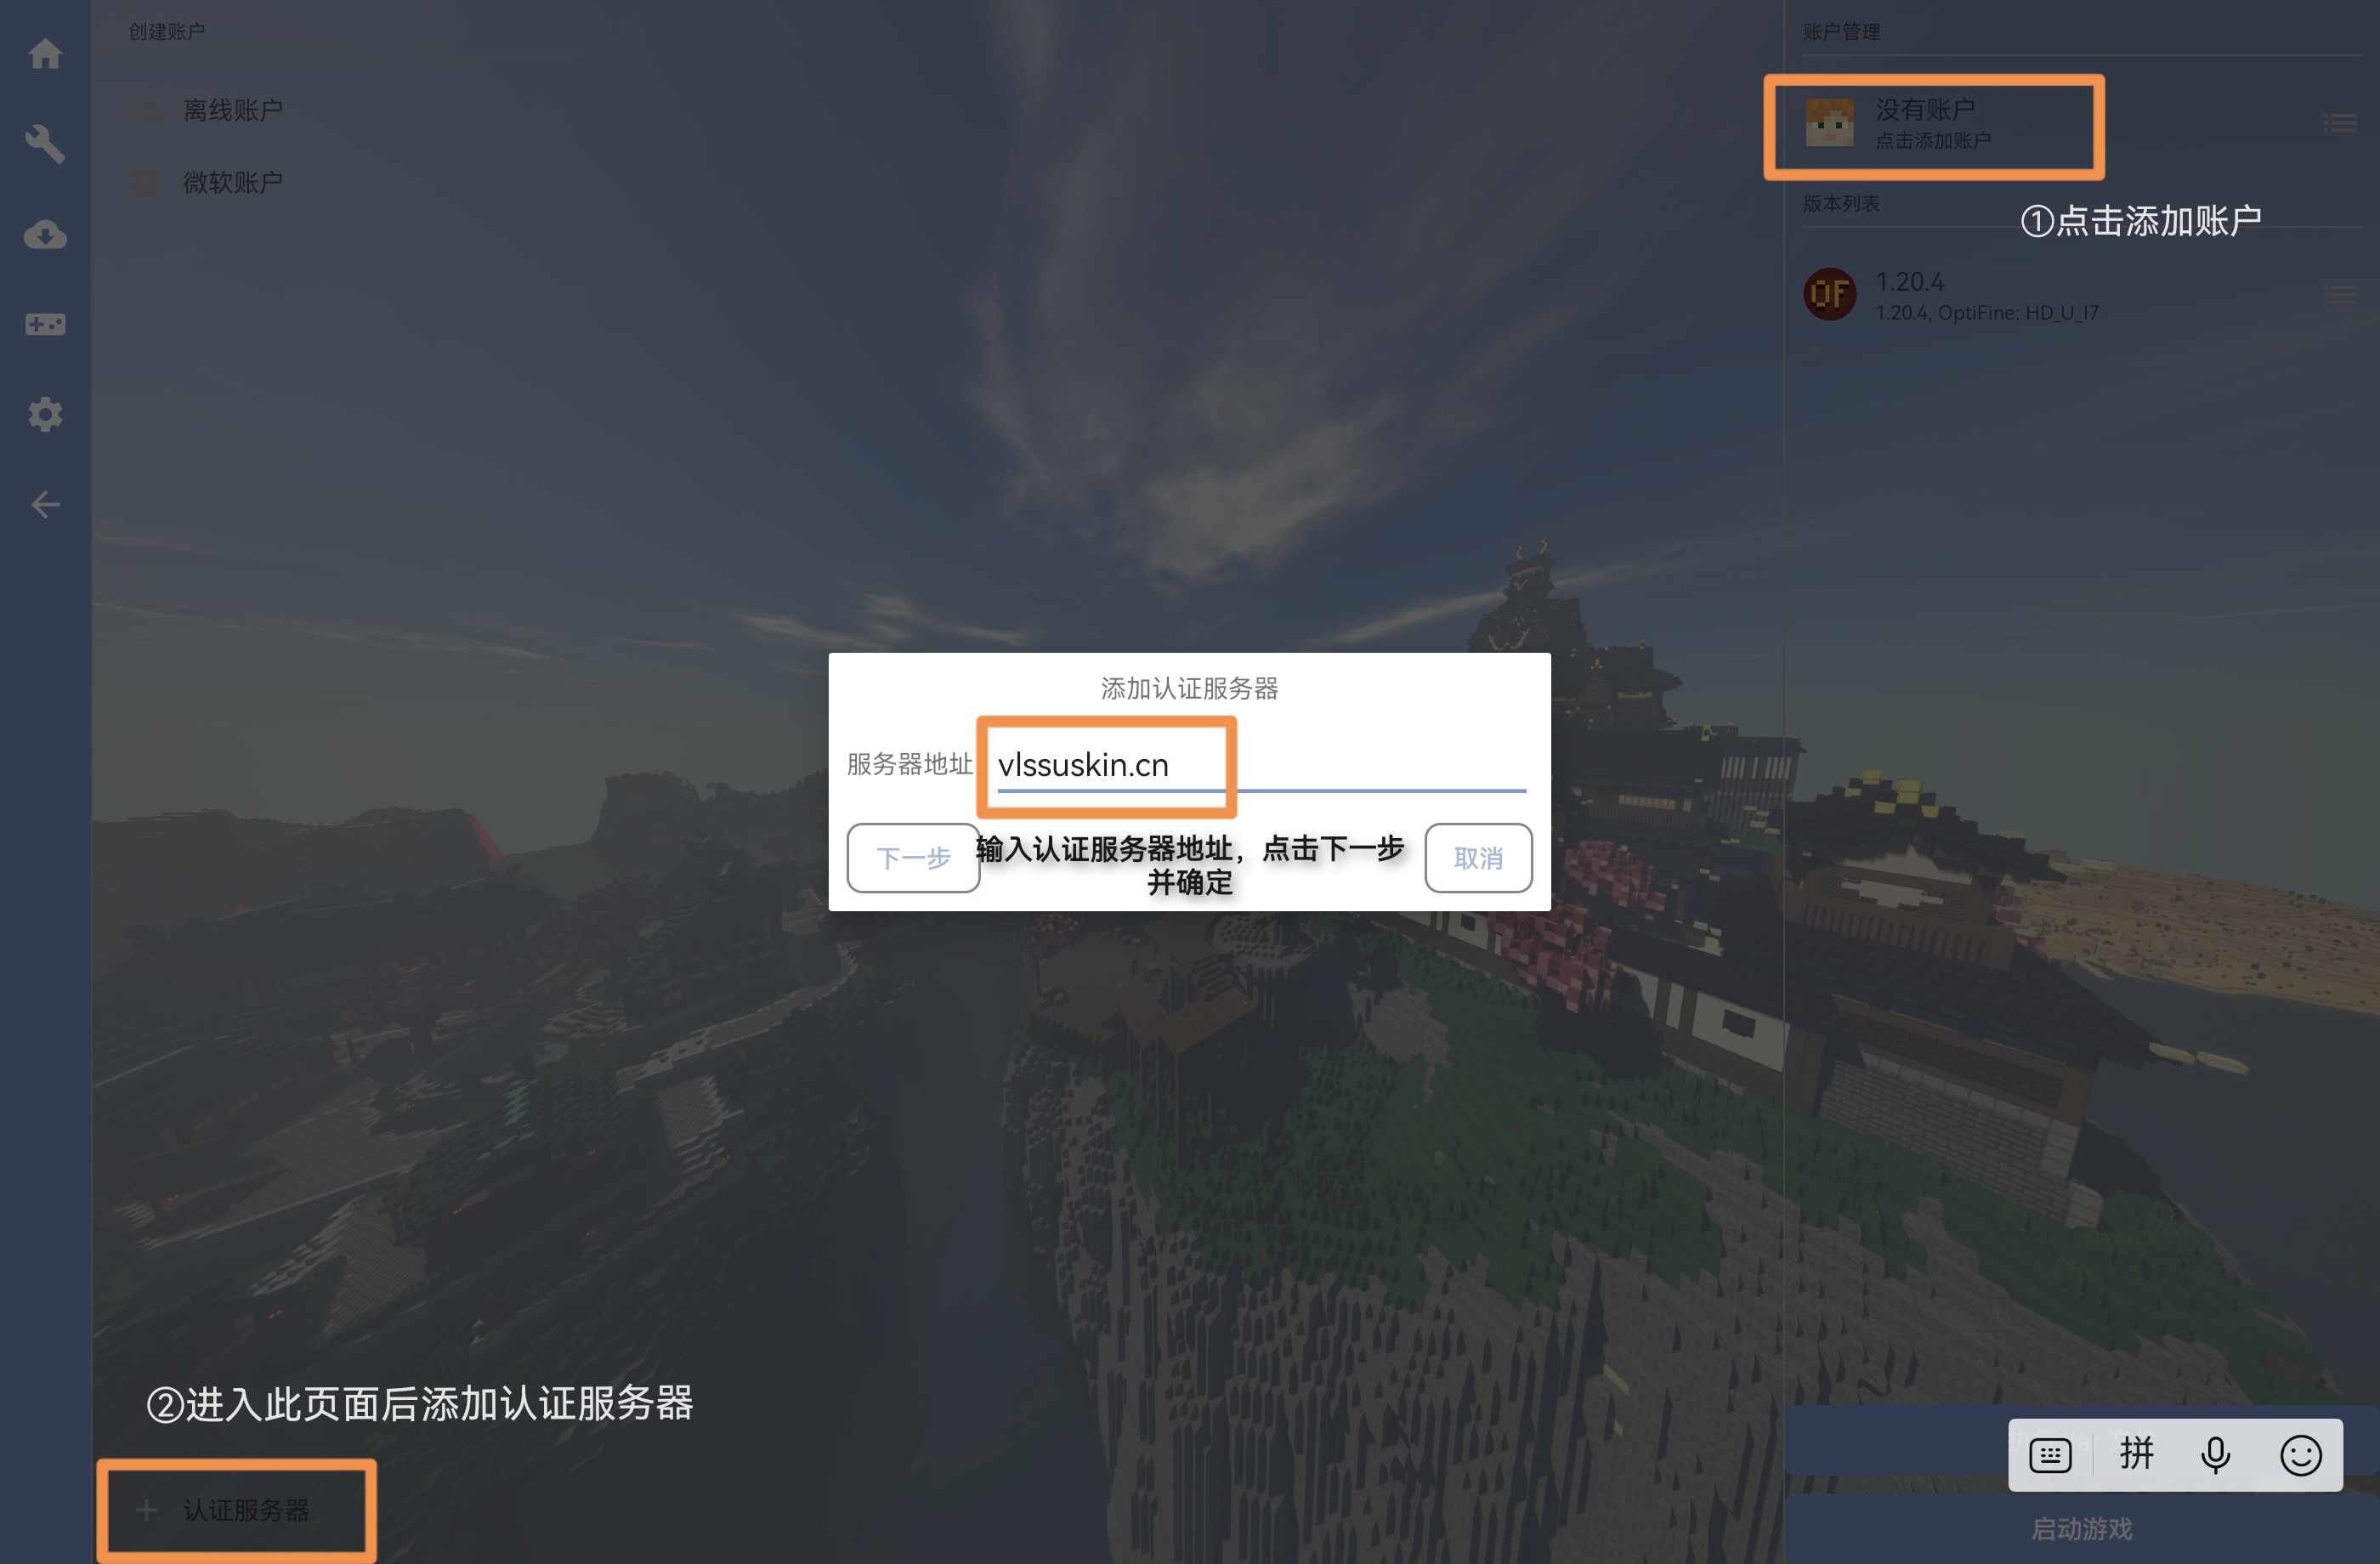 创建账户
离线账户
微软账户
账户管理
没有账户
点击添加账户
①点击添加账户
版本列表
1.20.4
1.20.4, OptiFine: HD_U_I7
添加认证服务器
服务器地址
vlssuskin.cn
下一步
输入认证服务器地址，点击下一步
并确定
取消
②进入此页面后添加认证服务器
认证服务器
拼
启动游戏